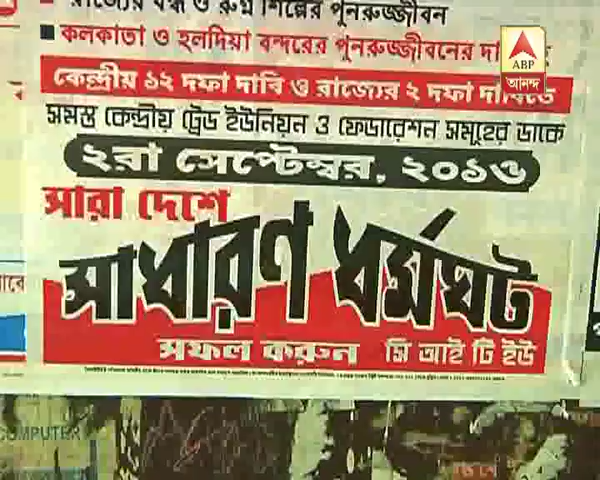 রাজ্যের বন্ধ ও রুগ্ন শিল্পের পুনরুজ্জীবন
কলকাতা ও হলদিয়া বন্দরের পুনরুজ্জীবনের
ABP
আনন্দ
কেন্দ্রীয় ১২ দফা দাবি ও রাজ্যের ২ দফা দাবিতে
সমস্ত কেন্দ্রীয় ট্রেড ইউনিয়ন ও ফেডারেশন সমূহের ডাকে
২রা সেপ্টেম্বর, ২০১৬
সারা দেশে
সাধারণ ধর্মঘট
সফল করুন সি আই টি ইউ
COMPUTER